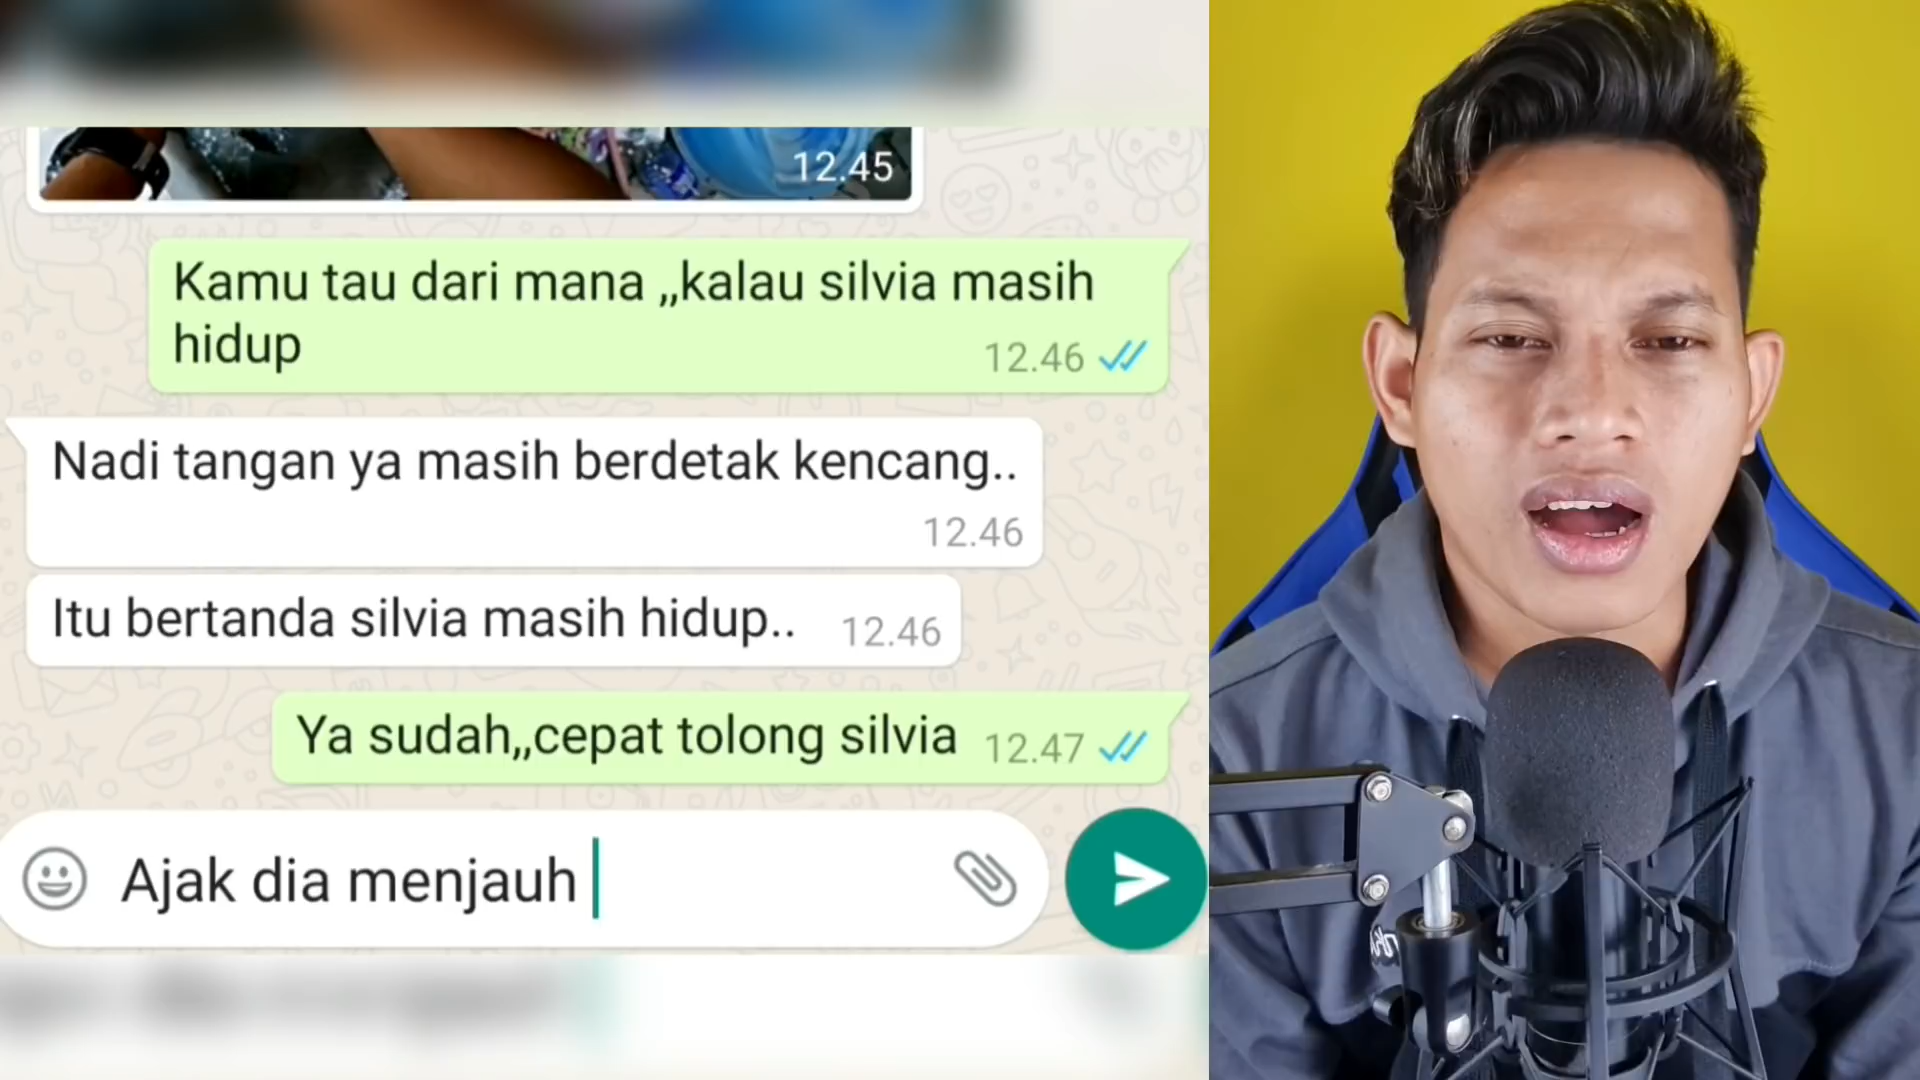 12.45
Kamu tau dari mana ,,kalau silvia masih
hidup
12.46
Nadi tangan ya masih berdetak kencang..
12.46
Itu bertanda silvia masih hidup.. 12.46
Ya sudah,,cepat tolong silvia 12.47
Ajak dia menjauh